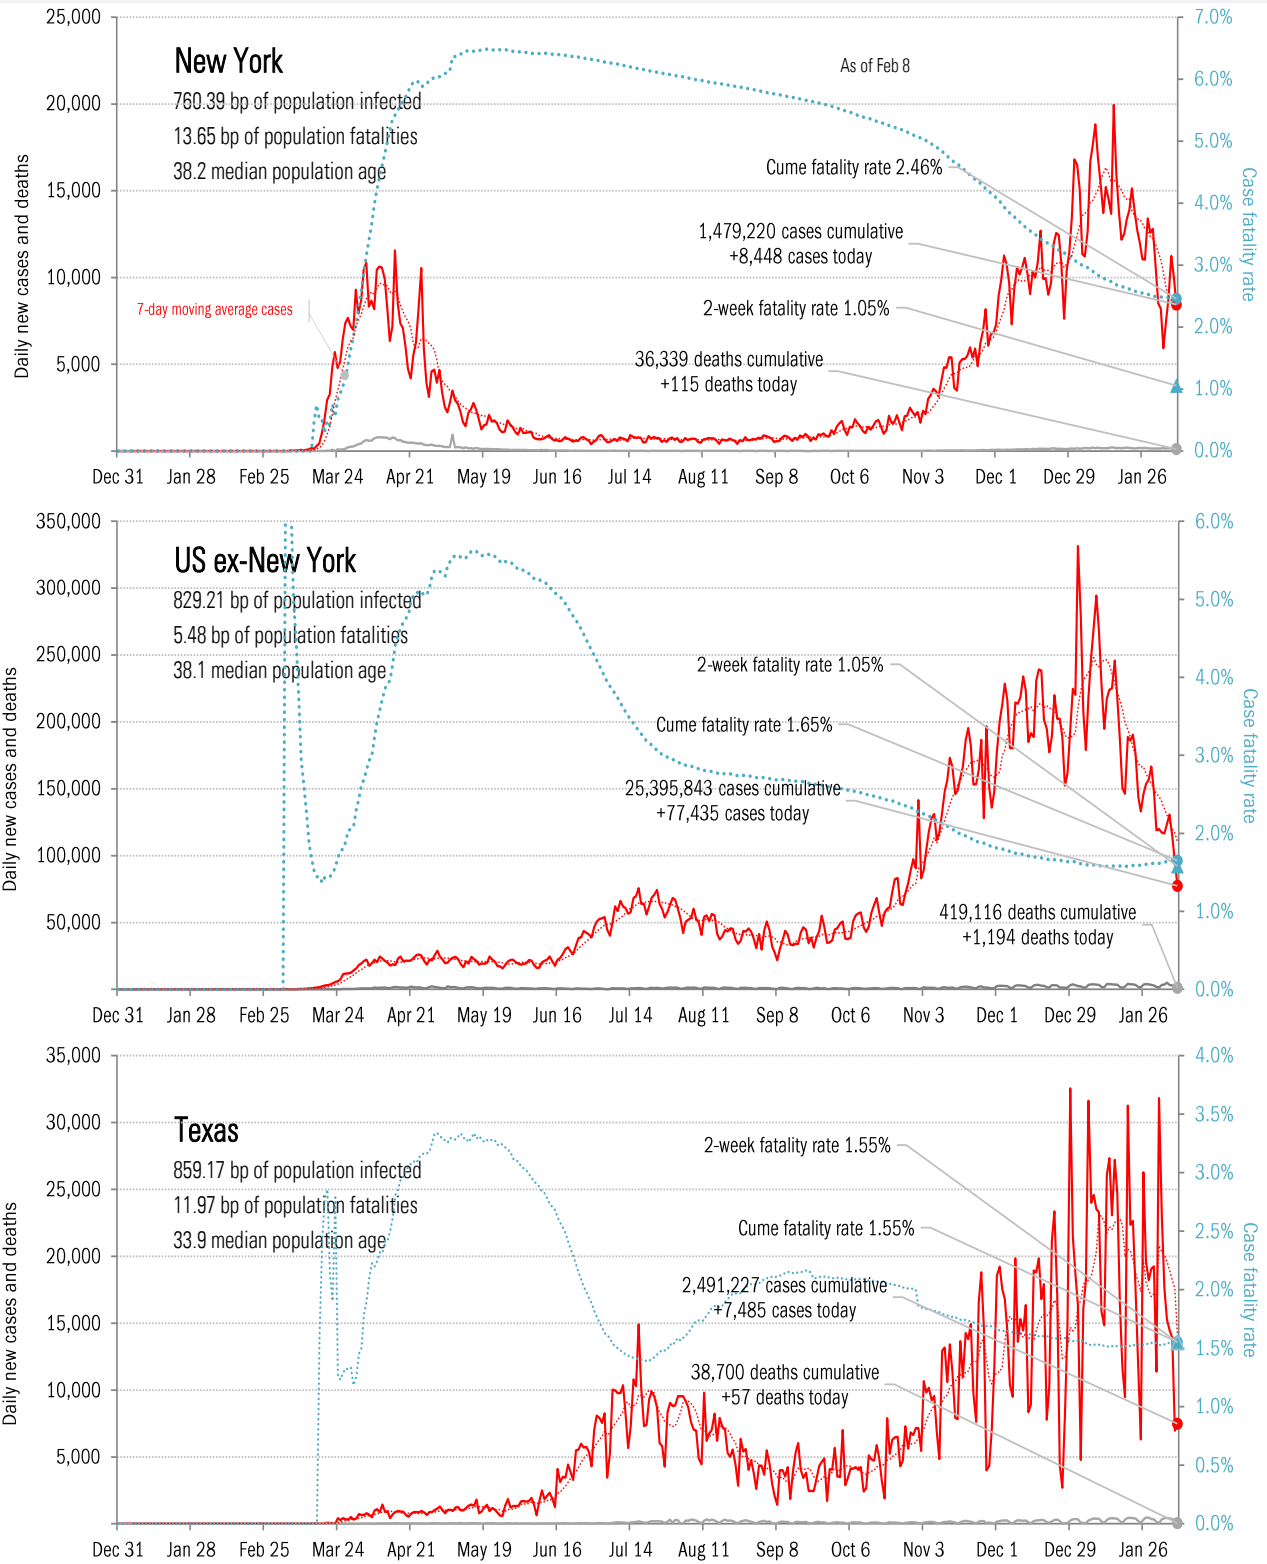 25,000
7.0%
New York
As of Feb 8
760.39 bp of population infected
6.0%
20,000
13.65 bp of population fatalities
5.0%
38.2 median population age
Cume fatality rate 2.46%
15,000
4.0%
1,479,220 cases cumulative
+8,448 cases today
10,000
3.0%
7-day moving average cases
2-week fatality rate 1.05%
2.0%
5,000
36,339 deaths cumulative
+115 deaths today
1.0%
0.0%
Daily new cases and deaths
Case fatality rate
Dec 31 Jan 28 Feb 25 Mar 24 Apr 21 May 19 Jun 16 Jul 14 Aug 11 Sep 8 Oct 6 Nov 3 Dec 1 Dec 29 Jan 26
350,000
6.0%
US ex-New York
300,000
829.21 bp of population infected
5.0%
5.48 bp of population fatalities
250,000
38.1 median population age
2-week fatality rate 1.05%
4.0%
200,000
Cume fatality rate 1.65%
3.0%
150,000
25,395,843 cases cumulative
+77,435 cases today
2.0%
100,000
50,000
419,116 deaths cumulative
+1,194 deaths today
1.0%
0.0%
Daily new cases and deaths
Case fatality rate
Dec 31 Jan 28 Feb 25 Mar 24 Apr 21 May 19 Jun 16 Jul 14 Aug 11 Sep 8 Oct 6 Nov 3 Dec 1 Dec 29 Jan 26
35,000
4.0%
30,000
3.5%
Texas
2-week fatality rate 1.55%
859.17 bp of population infected
3.0%
25,000
11.97 bp of population fatalities
Cume fatality rate 1.55%
2.5%
33.9 median population age
20,000
2,491,227 cases cumulative
+7,485 cases today
2.0%
15,000
1.5%
38,700 deaths cumulative
+57 deaths today
10,000
1.0%
5,000
0.5%
0.0%
Daily new cases and deaths
Case fatality rate
Dec 31 Jan 28 Feb 25 Mar 24 Apr 21 May 19 Jun 16 Jul 14 Aug 11 Sep 8 Oct 6 Nov 3 Dec 1 Dec 29 Jan 26